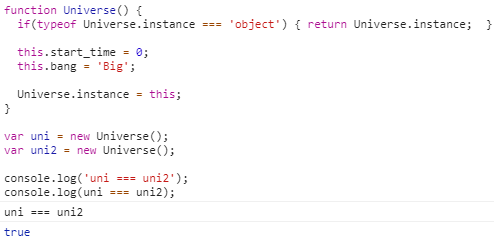 function Universe() {
  if(typeof Universe.instance === 'object') { return Universe.instance;  }

  this.start_time = 0;
  this.bang = 'Big';

  Universe.instance = this;
}

var uni = new Universe();
var uni2 = new Universe();

console.log('uni === uni2');
console.log(uni === uni2);
uni === uni2
true